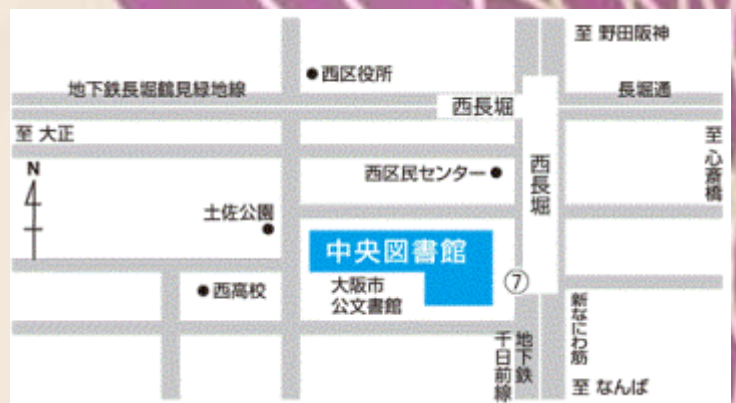 至 野田阪神
●西区役所
地下鉄長堀鶴見緑地線
長堀通
西長堀
至 大正
至 心斎橋
N
西区民センター●
西長堀
土佐公園
中央図書館
●西高校
大阪市
公文書館
⑦
新なにわ筋
地下鉄
千日前線
至 なんば